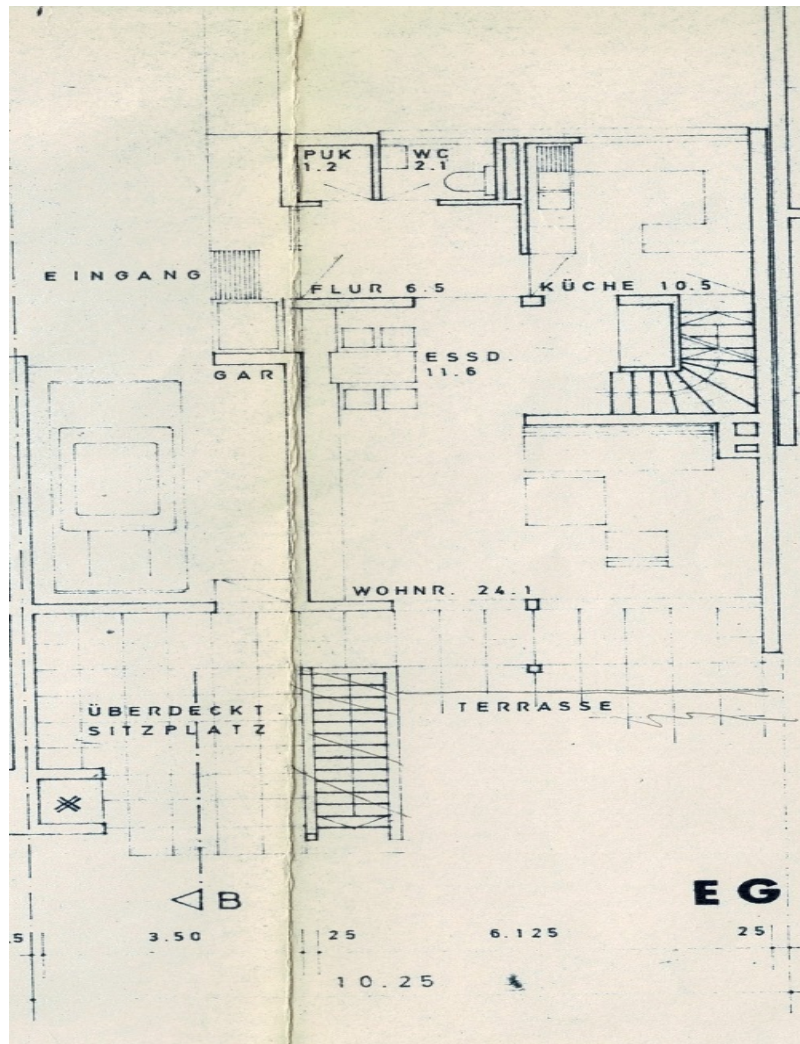 PUK
1.2
WC
2.1
EINGANG
FLUR 6.5
KÜCHE 10.5
GAR
ESSD.
11.6
WOHNR. 24.1
ÜBERDECKT.
SITZPLATZ
TERRASSE
B
EG
5
3.50
25
6.125
25
10.25